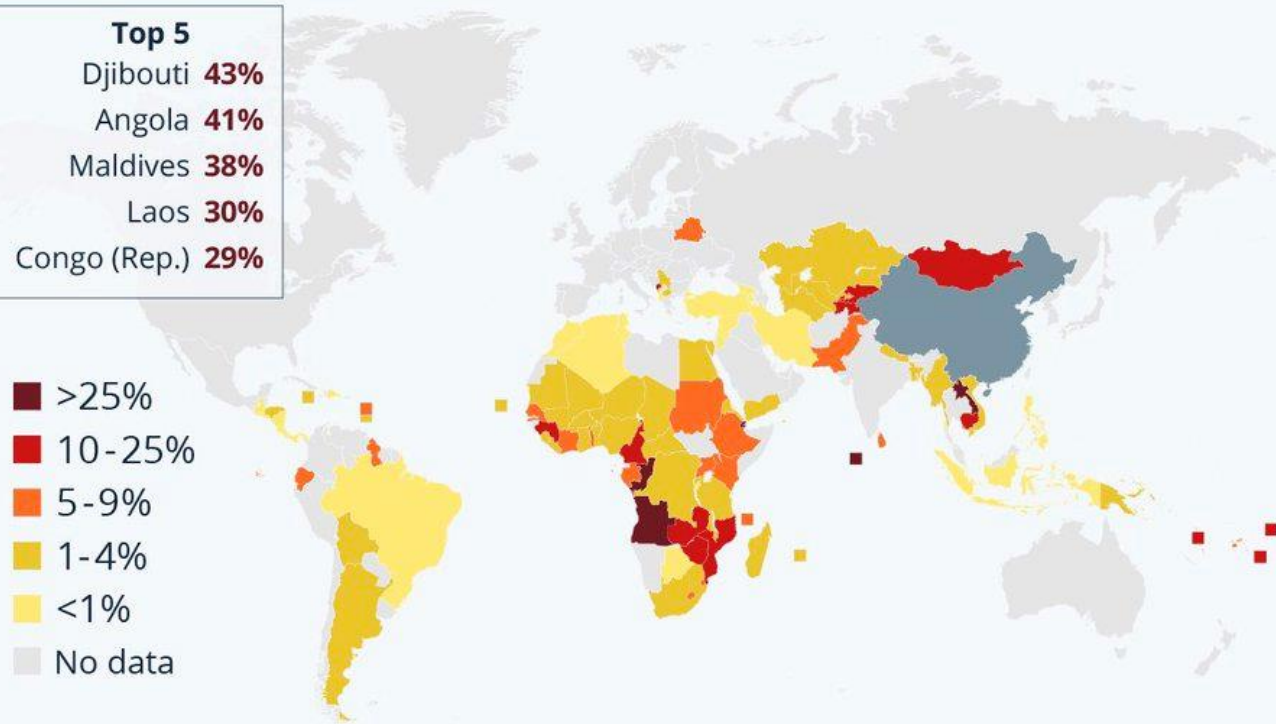 Top 5
Djibouti 43%
Angola 41%
Maldives 38%
Laos 30%
Congo (Rep.) 29%
>25%
10-25%
5-9%
1-4%
<1%
No data